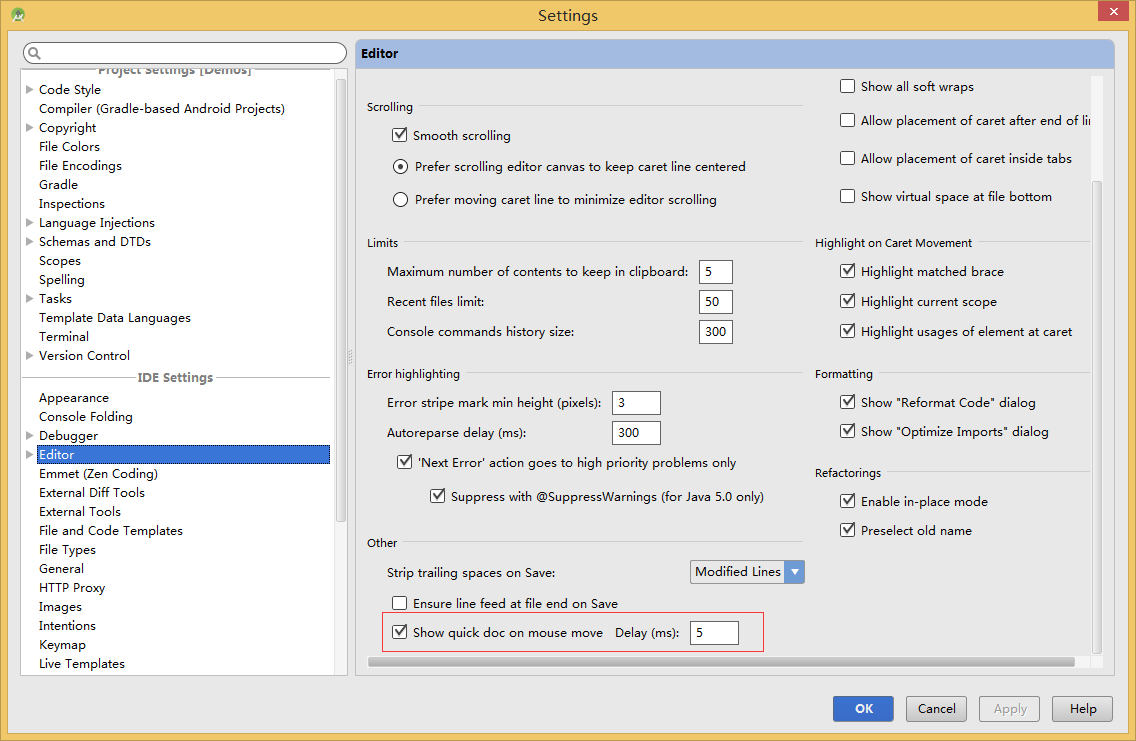 Settings
Project Settings [Demos]
Code Style
Compiler (Gradle-based Android Projects)
Copyright
File Colors
File Encodings
Gradle
Inspections
Language Injections
Schemas and DTDs
Scopes
Spelling
Tasks
Template Data Languages
Terminal
Version Control
IDE Settings
Appearance
Console Folding
Debugger
Editor
Emmet (Zen Coding)
External Diff Tools
External Tools
File and Code Templates
File Types
General
HTTP Proxy
Images
Intentions
Keymap
Live Templates
Editor
Scrolling
Smooth scrolling
Prefer scrolling editor canvas to keep caret line centered
Prefer moving caret line to minimize editor scrolling
Limits
Maximum number of contents to keep in clipboard: 5
Recent files limit: 50
Console commands history size: 300
Error highlighting
Error stripe mark min height (pixels): 3
Autoreparse delay (ms): 300
'Next Error' action goes to high priority problems only
Suppress with @SuppressWarnings (for Java 5.0 only)
Other
Strip trailing spaces on Save: Modified Lines
Ensure line feed at file end on Save
Show quick doc on mouse move Delay (ms): 5
Show all soft wraps
Allow placement of caret after end of li
Allow placement of caret inside tabs
Show virtual space at file bottom
Highlight on Caret Movement
Highlight matched brace
Highlight current scope
Highlight usages of element at caret
Formatting
Show "Reformat Code" dialog
Show "Optimize Imports" dialog
Refactorings
Enable in-place mode
Preselect old name
OK Cancel Apply Help